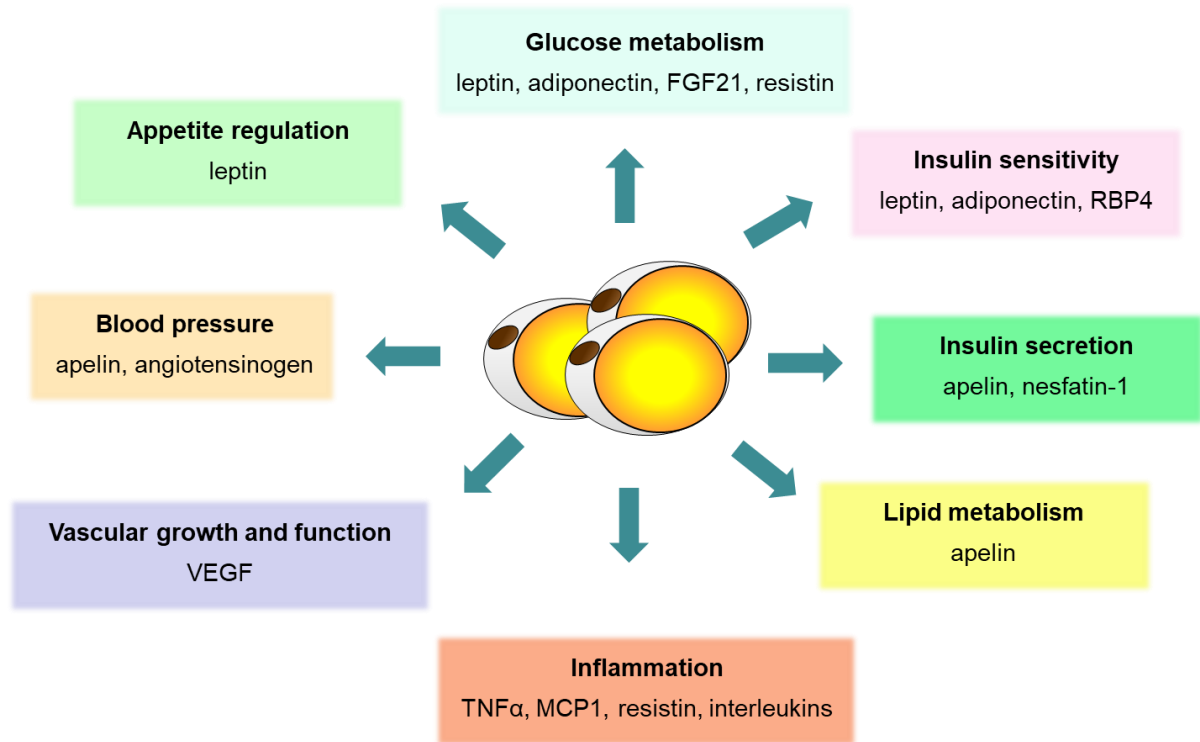 Glucose metabolism
leptin, adiponectin, FGF21, resistin
Appetite regulation
leptin
Insulin sensitivity
leptin, adiponectin, RBP4
Blood pressure
apelin, angiotensinogen
Insulin secretion
apelin, nesfatin-1
Vascular growth and function
VEGF
Lipid metabolism
apelin
Inflammation
TNFα, MCP1, resistin, interleukins